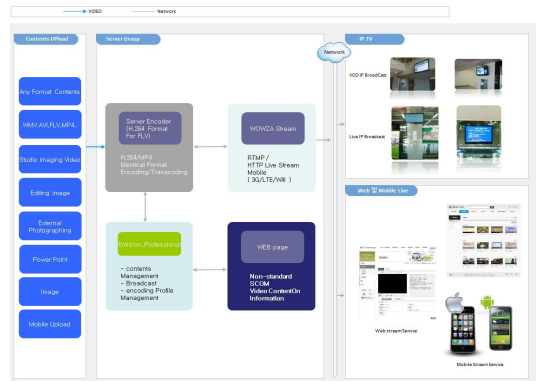 VIDEO
Network
Contents UPload
Server Group
IP TV
Network
Any Format Contents
WMV,AVI,FLV,MP4..
Studio Imaging Video
Editing image
External
Photographing
Power Point
Image
Mobile Upload
Server Encoder
(H,264 Format
For FLV)
H,264/MP4
Identical Format
Encoding/Transcoding
WOWZA Stream
RTMP /
HTTP Live Stream
Mobile
( 3G/LTE/Wifi )
Emision_Professional
- contents
Management
- Broadcast
- encoding Profile
Management
WEB page
Non-standard
SCOM
Video ContentOn
Information
VOD IP BroadCast
Live IP Broadcast
Web 및 Mobile Live
Web stream Service
Mobile Stream Service